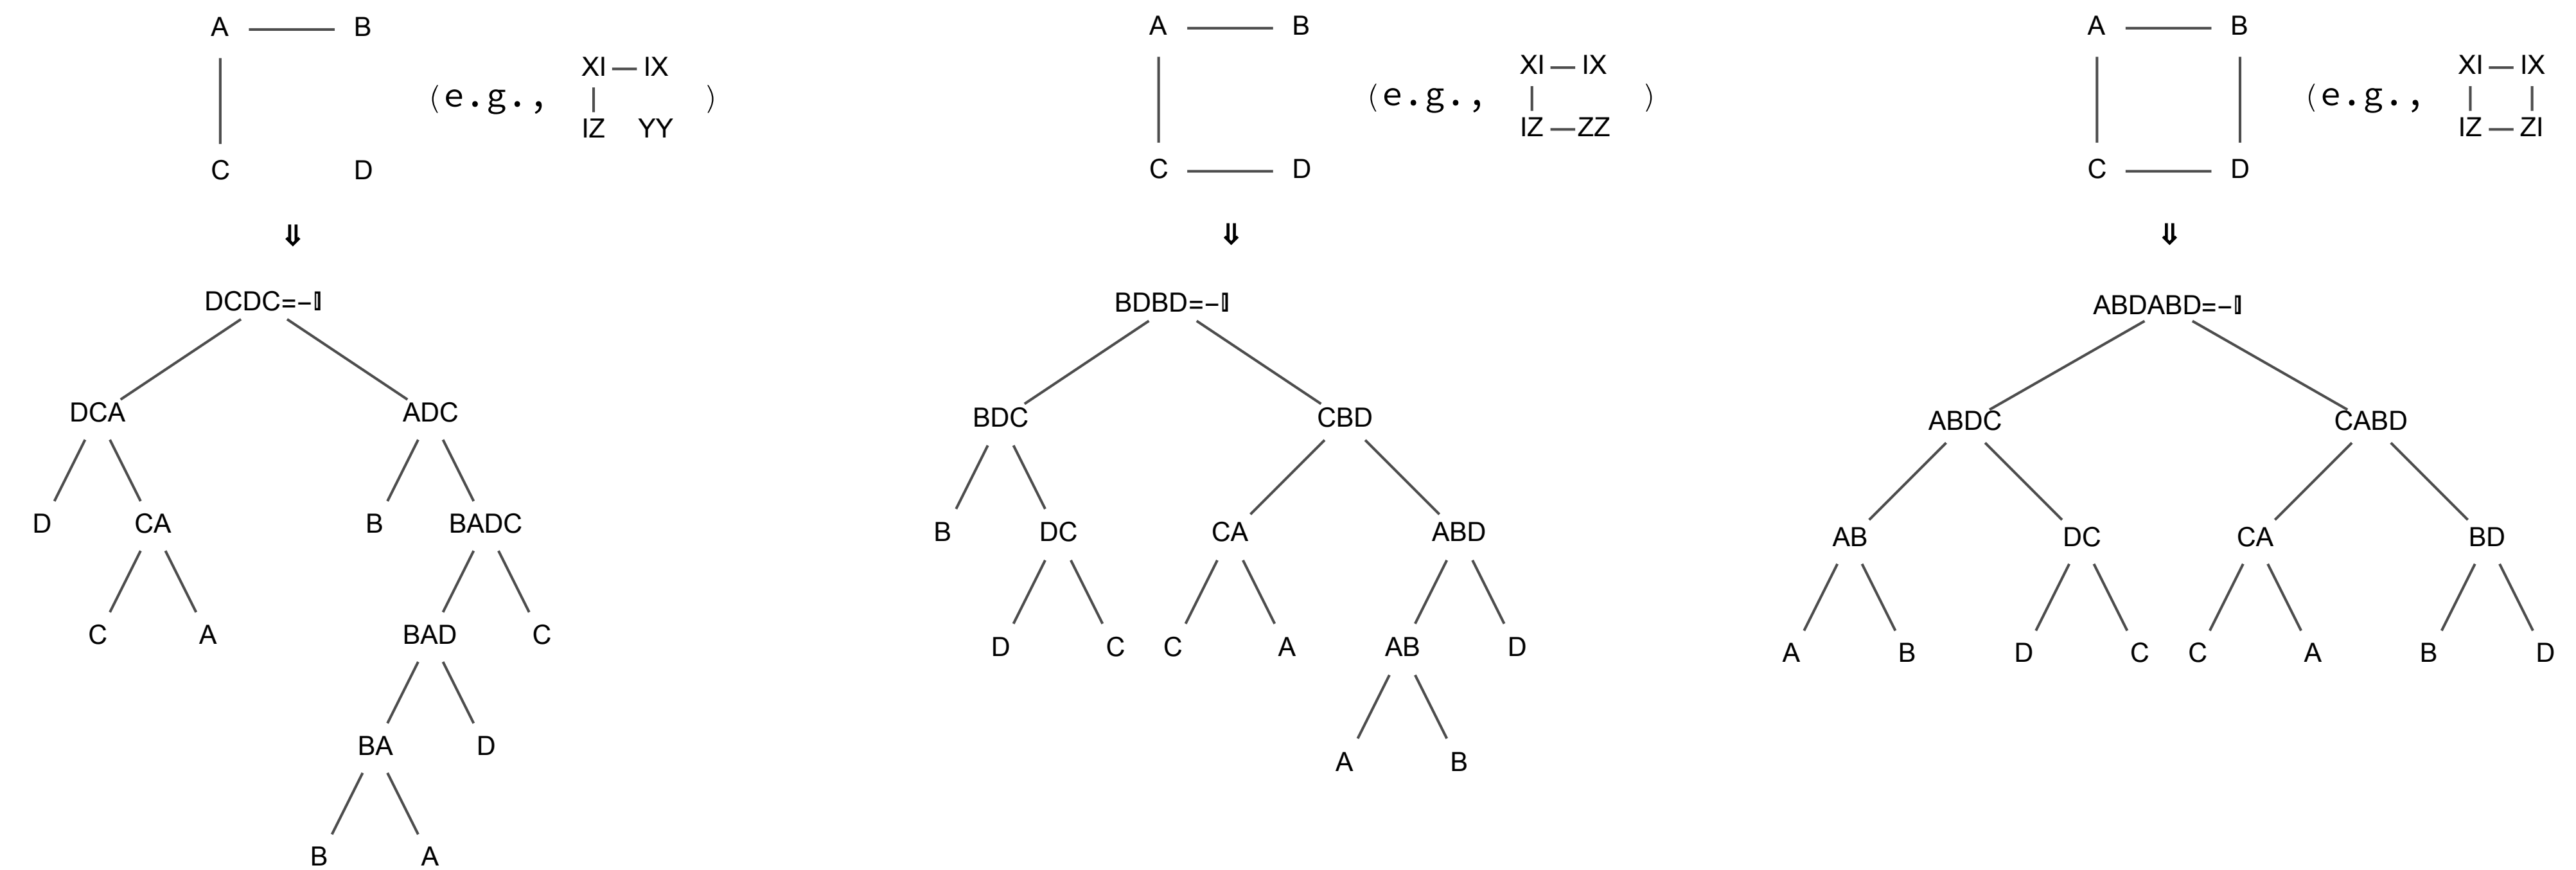 A B
XI IX
(e.g., )
IZ YY
C D
⇓
DCDC=-𝕀
DCA ADC
D CA B BADC
C A BAD C
BA D
B A
A B
XI IX
(e.g., )
IZ ZZ
C D
⇓
BDBD=-𝕀
BDC CBD
B DC CA ABD
D C C A AB D
A B
A B
XI IX
(e.g.,
IZ ZI
C D
⇓
ABDABD=-𝕀
ABDC CABD
AB DC CA BD
A B D C C A B D